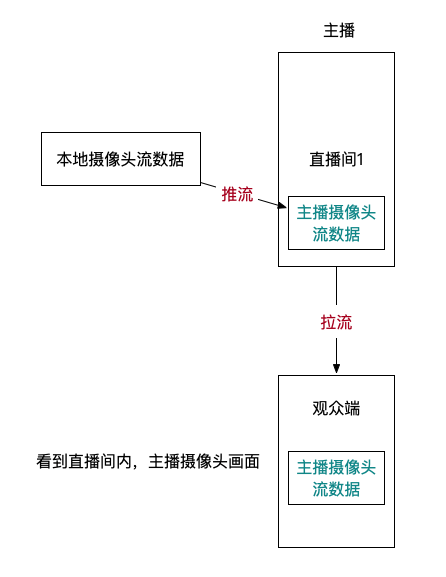 主播
直播间1
本地摄像头流数据
推流
主播摄像头
流数据
拉流
观众端
看到直播间内，主播摄像头画面
主播摄像头
流数据